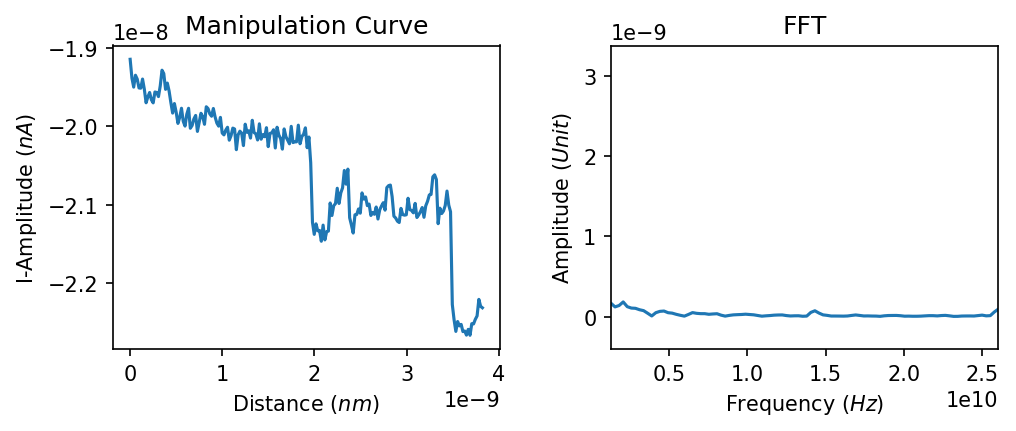 Manipulation Curve
1e−8
−1.9
−2.0
−2.1
−2.2
I-Amplitude (nA)
0
1
2
3
4
1e−9
Distance (nm)
FFT
1e−9
3
2
1
0
Amplitude (Unit)
0.5
1.0
1.5
2.0
2.5
1e10
Frequency (Hz)